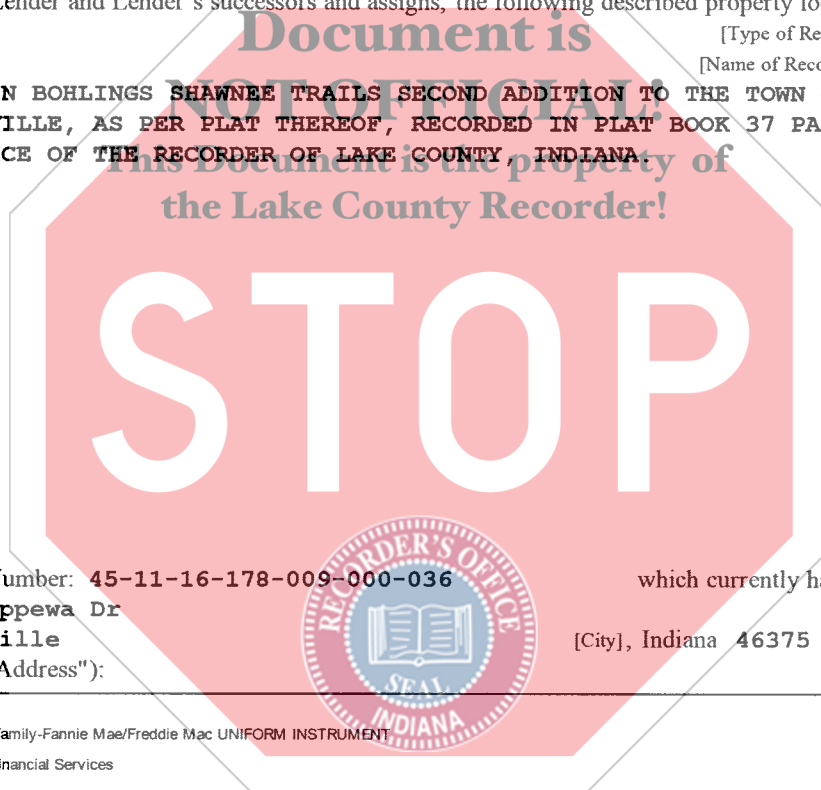 Lender and Lender's successors and assigns, the following described property lo
Document is
[Type of Re
[Name of Reco
NOT OFFICIAL!
N BOHLINGS SHAWNEE TRAILS SECOND ADDITION TO THE TOWN
ILLE, AS PER PLAT THEREOF, RECORDED IN PLAT BOOK 37 PA
CE OF THE RECORDER OF LAKE COUNTY, INDIANA.
This Document is the property of
the Lake County Recorder!
STOP
umber: 45-11-16-178-009-000-036 which currently ha
ppewa Dr
ille [City], Indiana 46375
Address"):
RECORDER'S OFFICE
SEAL
INDIANA
amily-Fannie Mae/Freddie Mac UNIFORM INSTRUMENT
nancial Services